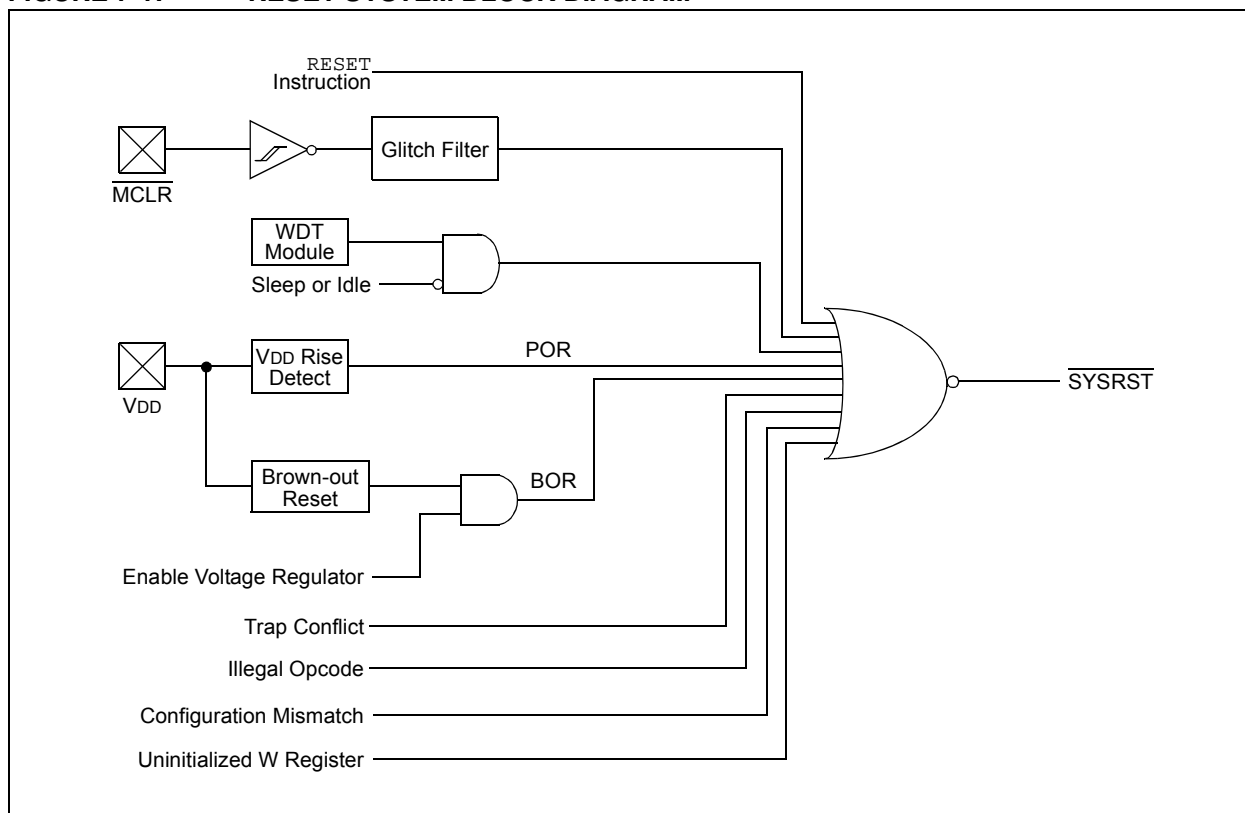 RESET
Instruction
Glitch Filter
MCLR
WDT
Module
Sleep or Idle
VDD Rise
Detect
POR
VDD
SYSRST
Brown-out
Reset
BOR
Enable Voltage Regulator
Trap Conflict
Illegal Opcode
Configuration Mismatch
Uninitialized W Register